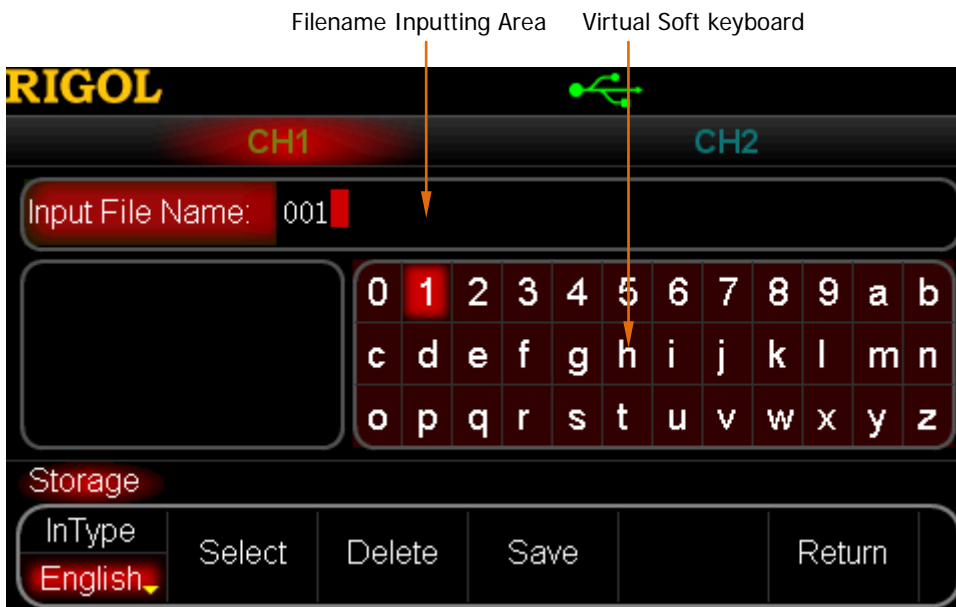 Filename Inputting Area Virtual Soft keyboard
RIGOL
CH1 CH2
Input File Name: 001
0 1 2 3 4 5 6 7 8 9 a b
c d e f g h i j k l m n
o p q r s t u v w x y z
Storage
InType
English
Select Delete Save Return